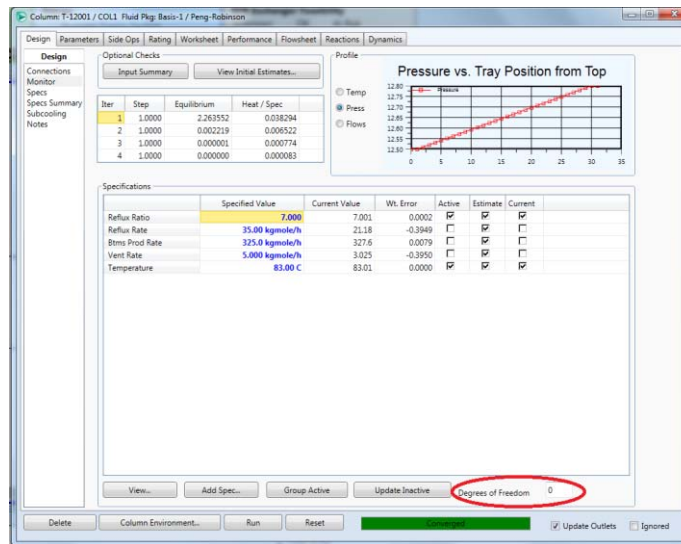 Column: T-12001 / COL1 Fluid Pkg: Basis-1 / Peng-Robinson
Design Parameters Side Ops Rating Worksheet Performance Flowsheet Reactions Dynamics
Design
Connections
Monitor
Specs
Specs Summary
Subcooling
Notes
Optional Checks
Input Summary View Initial Estimates...
Iter Step Equilibrium Heat / Spec
1 1.0000 2.263552 0.038294
2 1.0000 0.002219 0.006522
3 1.0000 0.000001 0.000774
4 1.0000 0.000000 0.000083
Profile
Temp
Press
Flows
Pressure vs. Tray Position from Top
Pressure
12.80
12.75
12.70
12.65
12.60
12.55
12.50
0 5 10 15 20 25 30 35
Specifications
Specified Value Current Value Wt. Error Active Estimate Current
Reflux Ratio 7.000 7.001 0.0002
Reflux Rate 35.00 kgmole/h 21.18 -0.3949
Btms Prod Rate 325.0 kgmole/h 327.6 0.0079
Vent Rate 5.000 kgmole/h 3.025 -0.3950
Temperature 83.00 C 83.01 0.0000
View... Add Spec... Group Active Update Inactive Degrees of Freedom 0
Delete Column Environment... Run Reset Converged Update Outlets Ignored